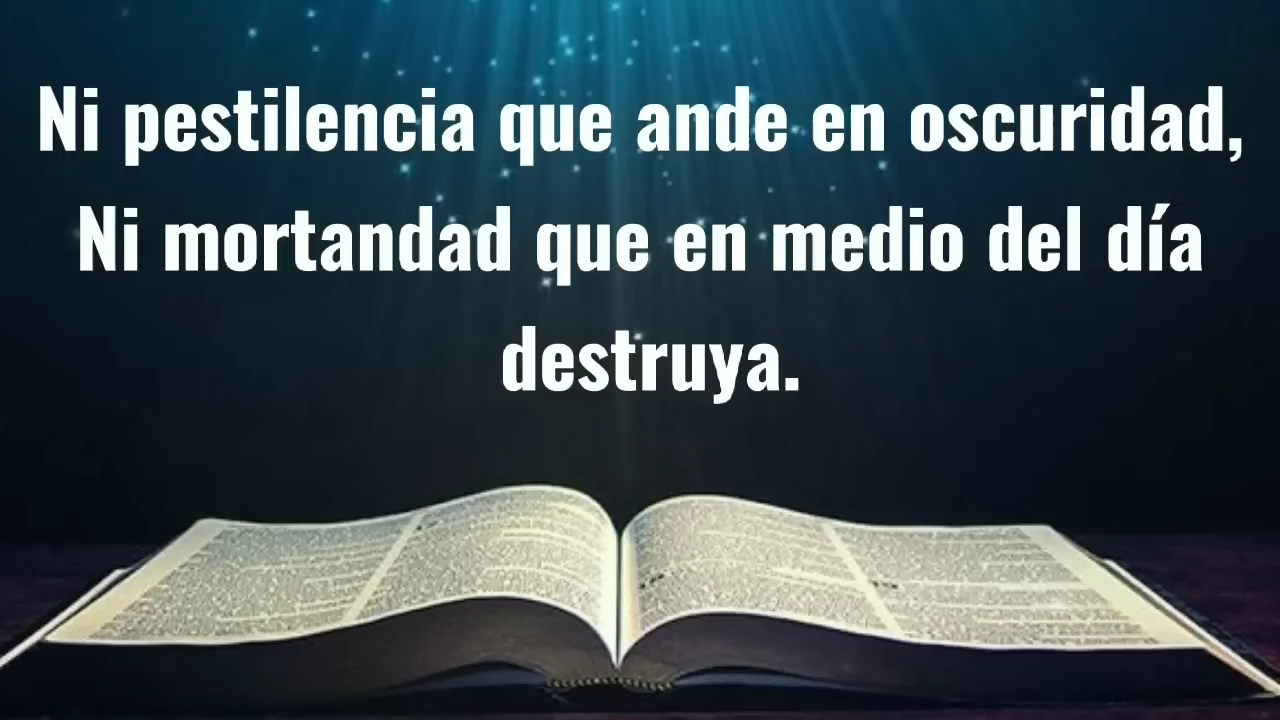 Ni pestilencia que ande en oscuridad,
Ni mortandad que en medio del día
destruya.